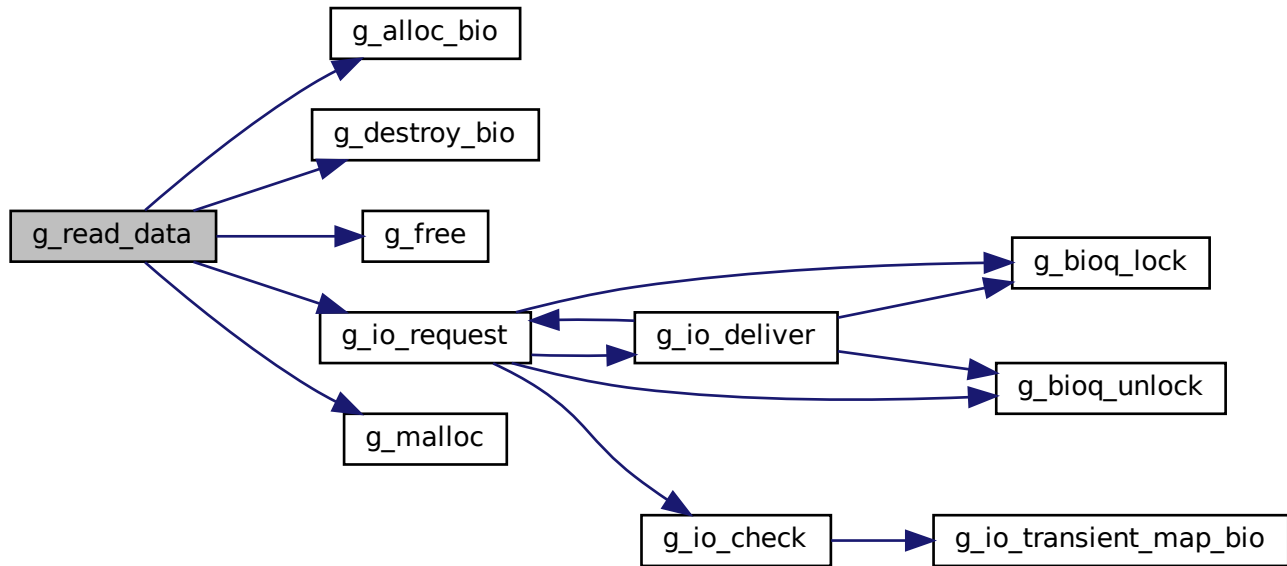 g_alloc_bio
g_destroy_bio
g_read_data
g_free
g_bioq_lock
g_io_request
g_io_deliver
g_bioq_unlock
g_malloc
g_io_check
g_io_transient_map_bio